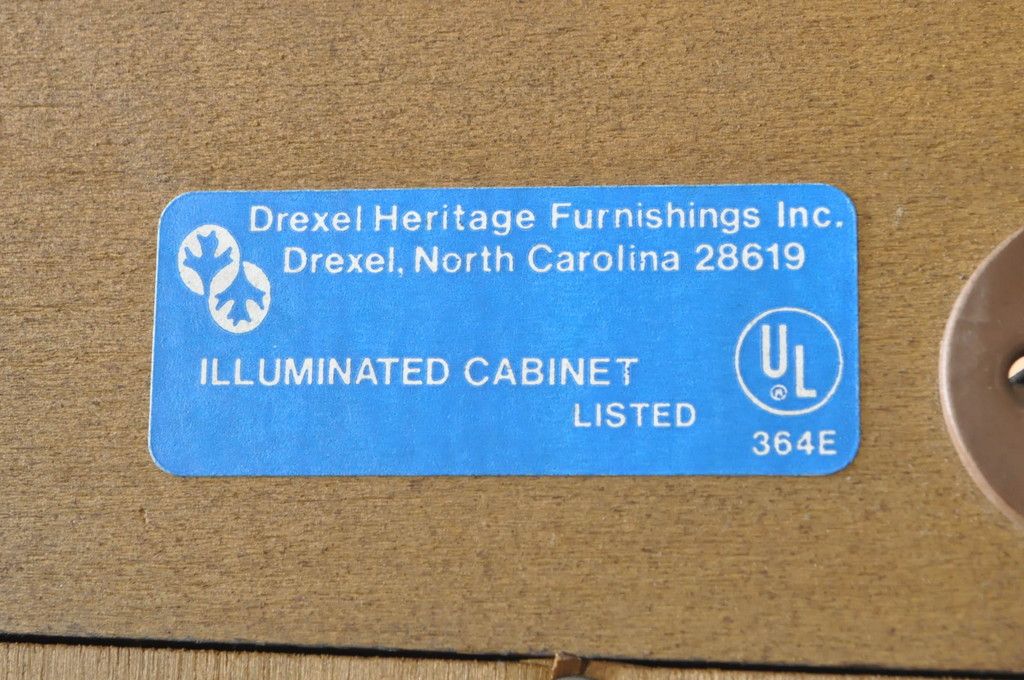 Drexel Heritage Furnishings Inc.
Drexel, North Carolina 28619
ILLUMINATED CABINET
LISTED
UL
®
364E